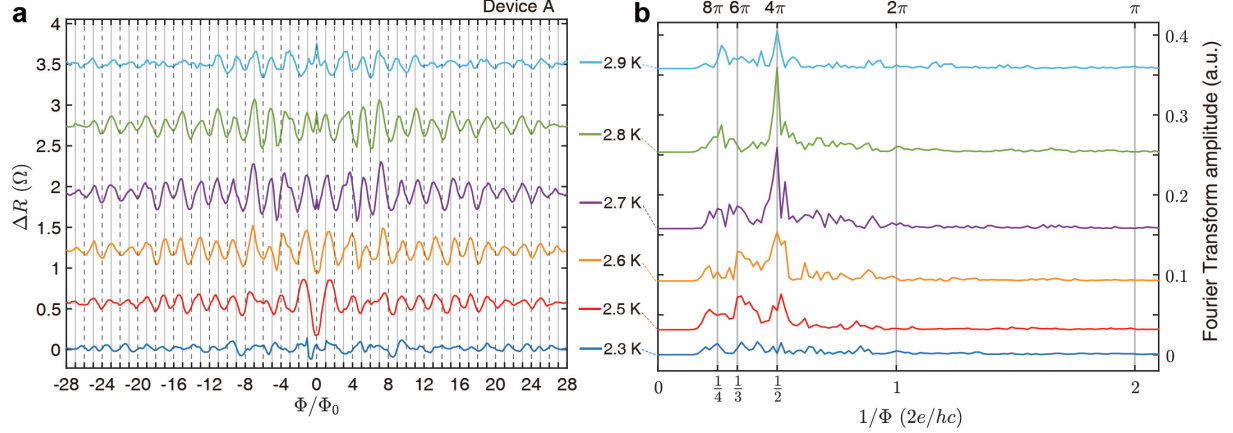 a
Device A
4
3.5
3
2.5
2
1.5
1
0.5
0
ΔR (Ω)
-28 -24 -20 -16 -12 -8 -4 0 4 8 12 16 20 24 28
Φ/Φ₀
2.9 K
2.8 K
2.7 K
2.6 K
2.5 K
2.3 K
b
8π 6π 4π 2π π
0.4
0.3
0.2
0.1
0
Fourier Transform amplitude (a.u.)
0 1/4 1/3 1/2 1 2
1/Φ (2e/hc)